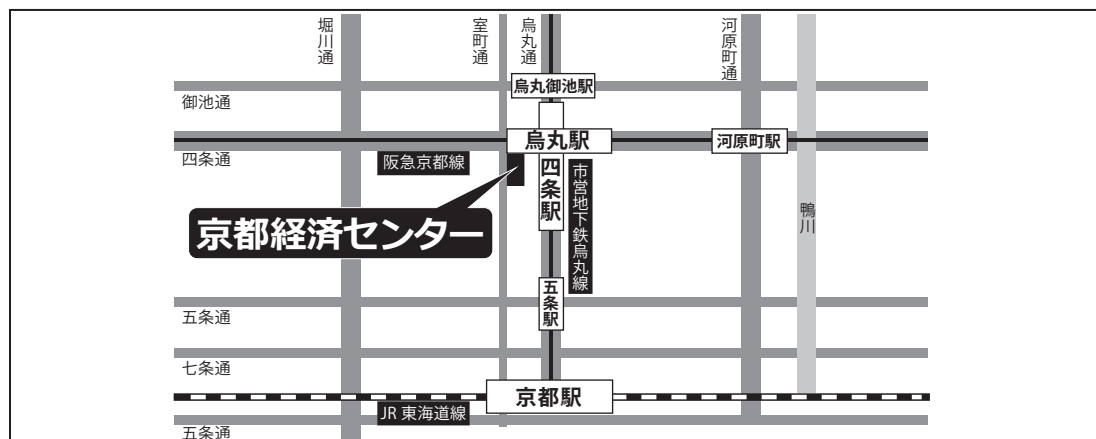 堀川通
室町通
烏丸通
河原町通
烏丸御池駅
御池通
烏丸駅
河原町駅
四条通
阪急京都線
四条駅
市営地下鉄烏丸線
京都経済センター
鴨川
五条駅
五条通
七条通
京都駅
JR 東海道線
五条通